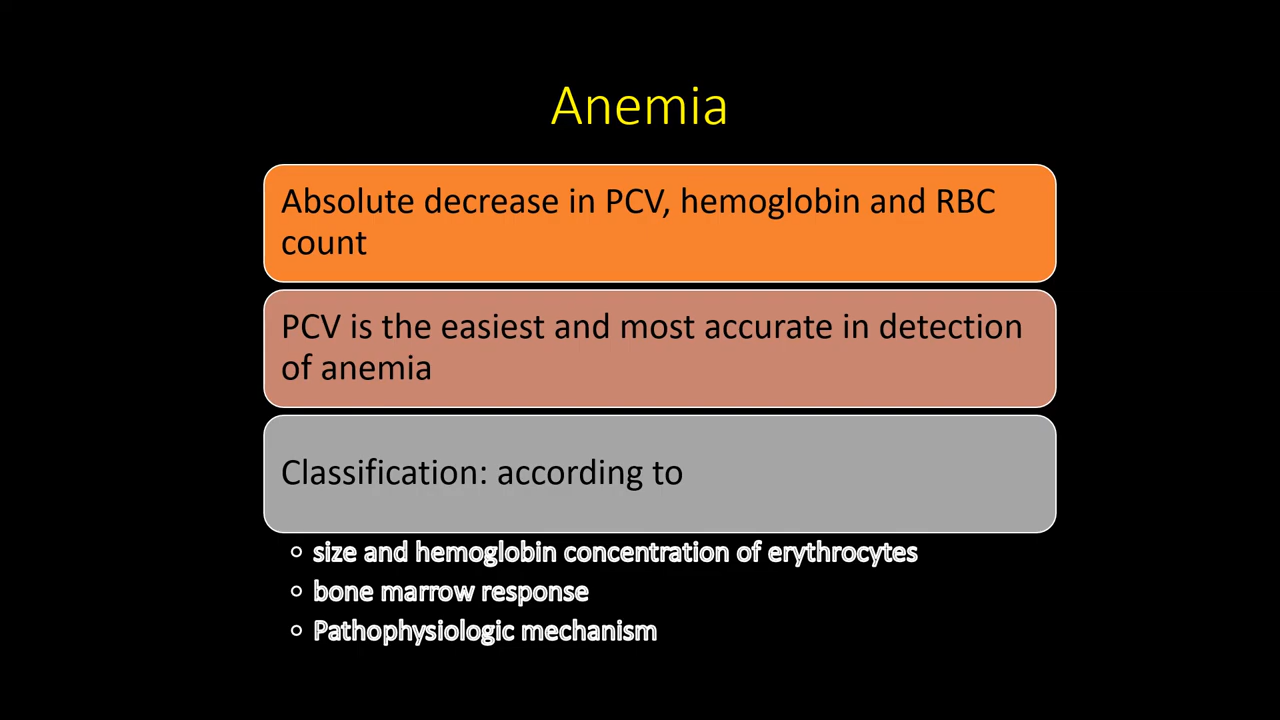 Anemia
Absolute decrease in PCV, hemoglobin and RBC
count
PCV is the easiest and most accurate in detection
of anemia
Classification: according to
size and hemoglobin concentration of erythrocytes
bone marrow response
Pathophysiologic mechanism